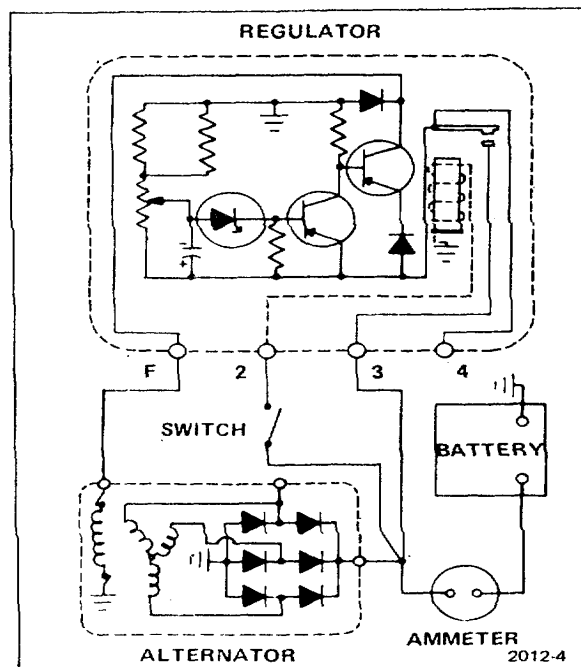 REGULATOR
+
F 2 3 4
SWITCH
BATTERY
ALTERNATOR
AMMETER
2012-4